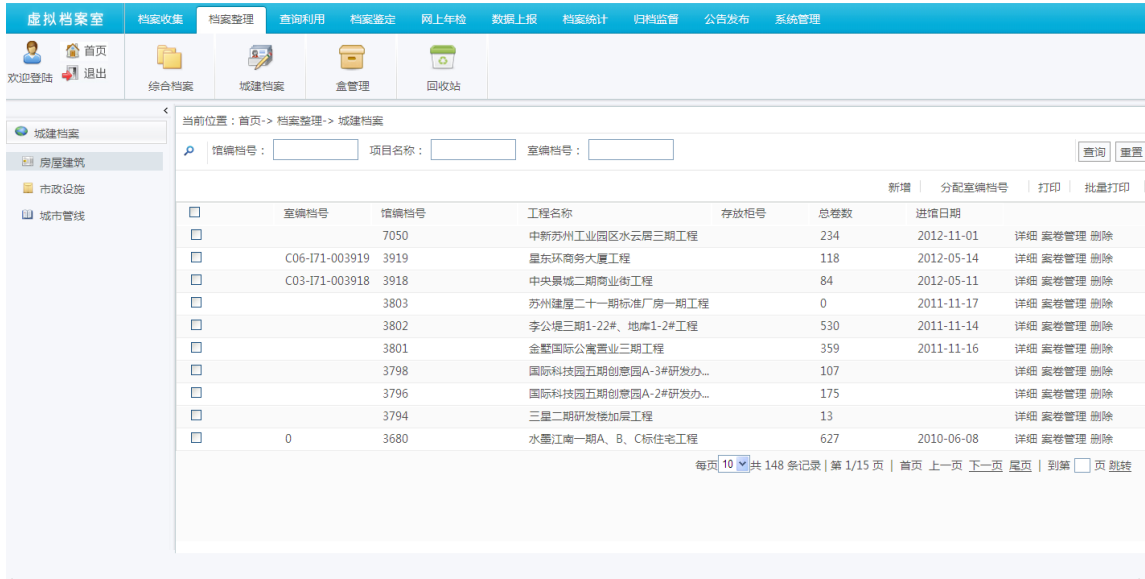 虚拟档案室 档案收集 档案整理 查询利用 档案鉴定 网上年检 数据上报 档案统计 归档监督 公告发布 系统管理
首页
欢迎登陆 退出
综合档案 城建档案 盒管理 回收站
当前位置：首页-> 档案整理-> 城建档案
城建档案
房屋建筑
市政设施
城市管线
馆编档号： 项目名称： 室编档号： 查询 重置
新增 分配室编档号 打印 批量打印
室编档号 馆编档号 工程名称 存放柜号 总卷数 进馆日期
7050 中新苏州工业园区水云居三期工程 234 2012-11-01 详细 案卷管理 删除
C06-I71-003919 3919 星东环商务大厦工程 118 2012-05-14 详细 案卷管理 删除
C03-I71-003918 3918 中央景城二期商业街工程 84 2012-05-11 详细 案卷管理 删除
3803 苏州建屋二十一期标准厂房一期工程 0 2011-11-17 详细 案卷管理 删除
3802 李公堤三期1-22#、地库1-2#工程 530 2011-11-14 详细 案卷管理 删除
3801 金墅国际公寓置业三期工程 359 2011-11-16 详细 案卷管理 删除
3798 国际科技园五期创意园A-3#研发办... 107 详细 案卷管理 删除
3796 国际科技园五期创意园A-2#研发办... 175 详细 案卷管理 删除
3794 三星二期研发楼加层工程 13 详细 案卷管理 删除
0 3680 水墨江南一期A、B、C标住宅工程 627 2010-06-08 详细 案卷管理 删除
每页 10 共 148 条记录 | 第 1/15 页 | 首页 上一页 下一页 尾页 | 到第 页 跳转